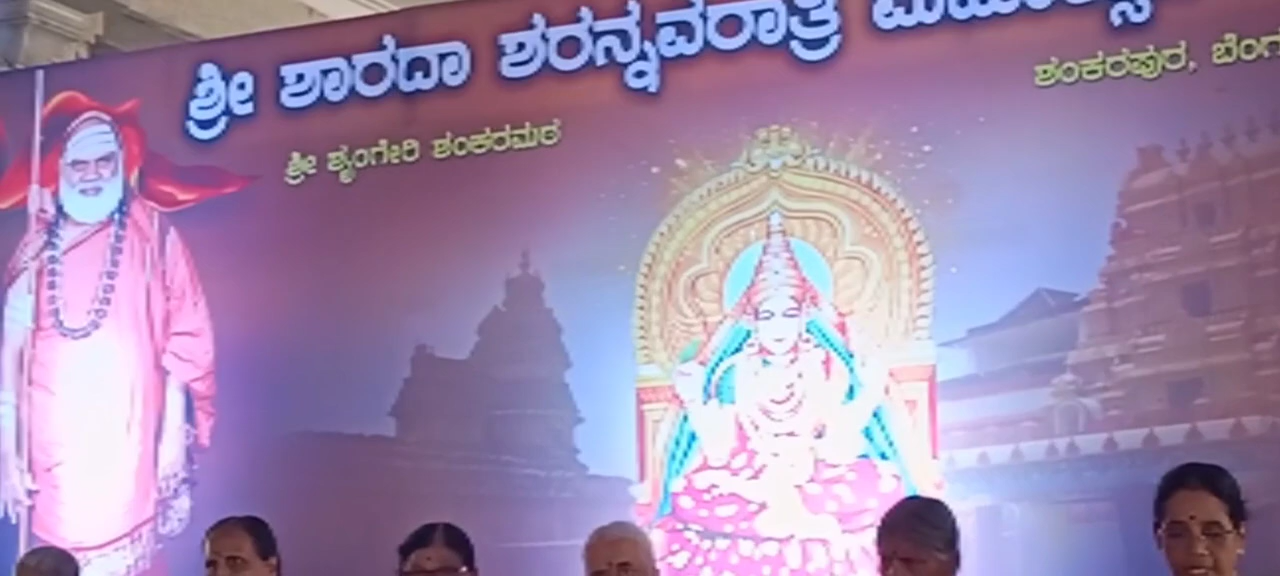 ಶ್ರೀ ಶಾರದಾ ಶರನ್ನವರಾತ್ರಿ
ಶಂಕರಪುರ,
ಶ್ರೀ ಶೃಂಗೇರಿ ಶಂಕರಮಠ